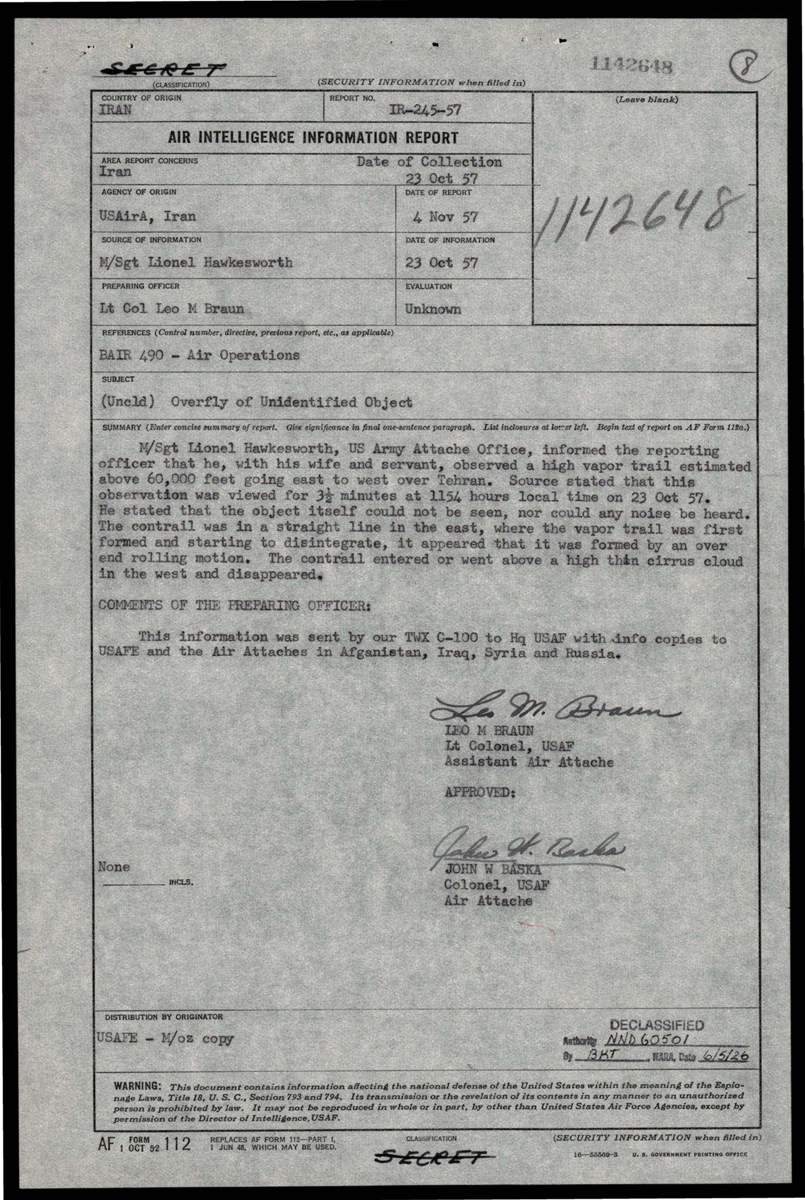 SECRET
(CLASSIFICATION)
(SECURITY INFORMATION when filled in)
1142648
8
COUNTRY OF ORIGIN
IRAN
REPORT NO.
IR-245-57
(Leave blank)
AIR INTELLIGENCE INFORMATION REPORT
AREA REPORT CONCERNS
Iran
Date of Collection
23 Oct 57
AGENCY OF ORIGIN
USAirA, Iran
DATE OF REPORT
4 Nov 57
1142648
SOURCE OF INFORMATION
M/Sgt Lionel Hawkesworth
DATE OF INFORMATION
23 Oct 57
PREPARING OFFICER
Lt Col Leo M Braun
EVALUATION
Unknown
REFERENCES (Control number, directive, previous report, etc., as applicable)
BAIR 490 - Air Operations
SUBJECT
(Uncld) Overfly of Unidentified Object
SUMMARY (Enter concise summary of report. Give significance in final one-sentence paragraph. List inclosures at lower left. Begin text of report on AF Form 112a.)
M/Sgt Lionel Hawkesworth, US Army Attache Office, informed the reporting
officer that he, with his wife and servant, observed a high vapor trail estimated
above 60,000 feet going east to west over Tehran. Source stated that this
observation was viewed for 3½ minutes at 1154 hours local time on 23 Oct 57.
He stated that the object itself could not be seen, nor could any noise be heard.
The contrail was in a straight line in the east, where the vapor trail was first
formed and starting to disintegrate, it appeared that it was formed by an over
end rolling motion. The contrail entered or went above a high thin cirrus cloud
in the west and disappeared.
COMMENTS OF THE PREPARING OFFICER:
This information was sent by our TWX C-100 to Hq USAF with info copies to
USAFE and the Air Attaches in Afganistan, Iraq, Syria and Russia.
Leo M. Braun
LEO M BRAUN
Lt Colonel, USAF
Assistant Air Attache
APPROVED:
John W. Baska
JOHN W BASKA
Colonel, USAF
Air Attache
None
INCLS.
DISTRIBUTION BY ORIGINATOR
USAFE - M/oz copy
DECLASSIFIED
Authority NND 60501
By BKT, NARA, Date 6/5/26
WARNING: This document contains information affecting the national defense of the United States within the meaning of the Espio-
nage Laws, Title 18, U. S. C., Section 793 and 794. Its transmission or the revelation of its contents in any manner to an unauthorized
person is prohibited by law. It may not be reproduced in whole or in part, by other than United States Air Force Agencies, except by
permission of the Director of Intelligence, USAF.
AF FORM 1 OCT 52 112
REPLACES AF FORM 112—PART I,
1 JUN 48, WHICH MAY BE USED.
CLASSIFICATION
SECRET
(SECURITY INFORMATION when filled in)
16—55569-3 U. S. GOVERNMENT PRINTING OFFICE